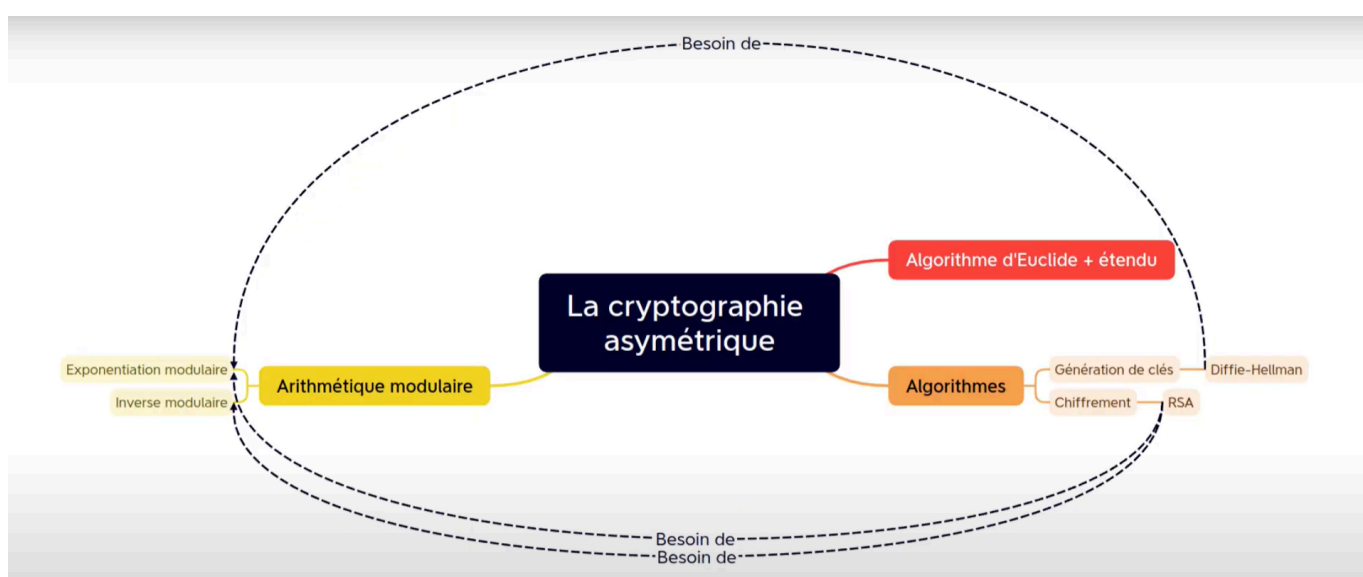 Besoin de
Algorithme d'Euclide + étendu
La cryptographie
asymétrique
Exponentiation modulaire
Arithmétique modulaire
Inverse modulaire
Algorithmes
Génération de clés
Diffie-Hellman
Chiffrement
RSA
Besoin de
Besoin de